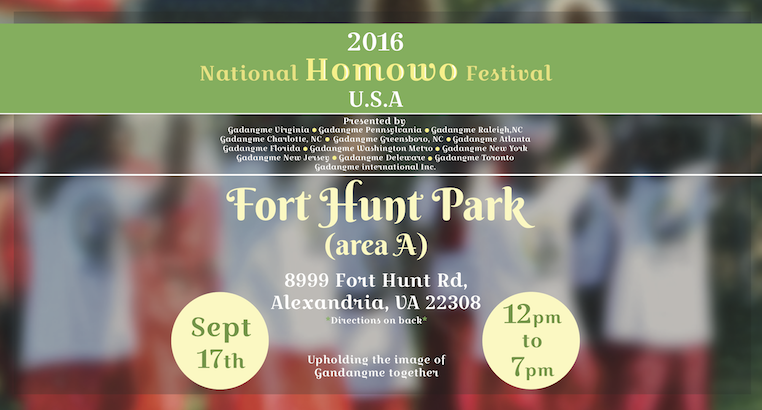 2016
National Homowo Festival
U.S.A
Presented by
Gadangme Virginia • Gadangme Pennsylvania • Gadangme Raleigh,NC
Gadangme Charlotte, NC • Gadangme Greensboro, NC • Gadangme Atlanta
Gadangme Florida • Gadangme Washington Metro • Gadangme New York
Gadangme New Jersey • Gadangme Deleware • Gadangme Toronto
Gadangme international Inc.
Fort Hunt Park
(area A)
8999 Fort Hunt Rd,
Alexandria, VA 22308
*Directions on back*
Sept
17th
12pm
to
7pm
Upholding the image of
Gandangme together